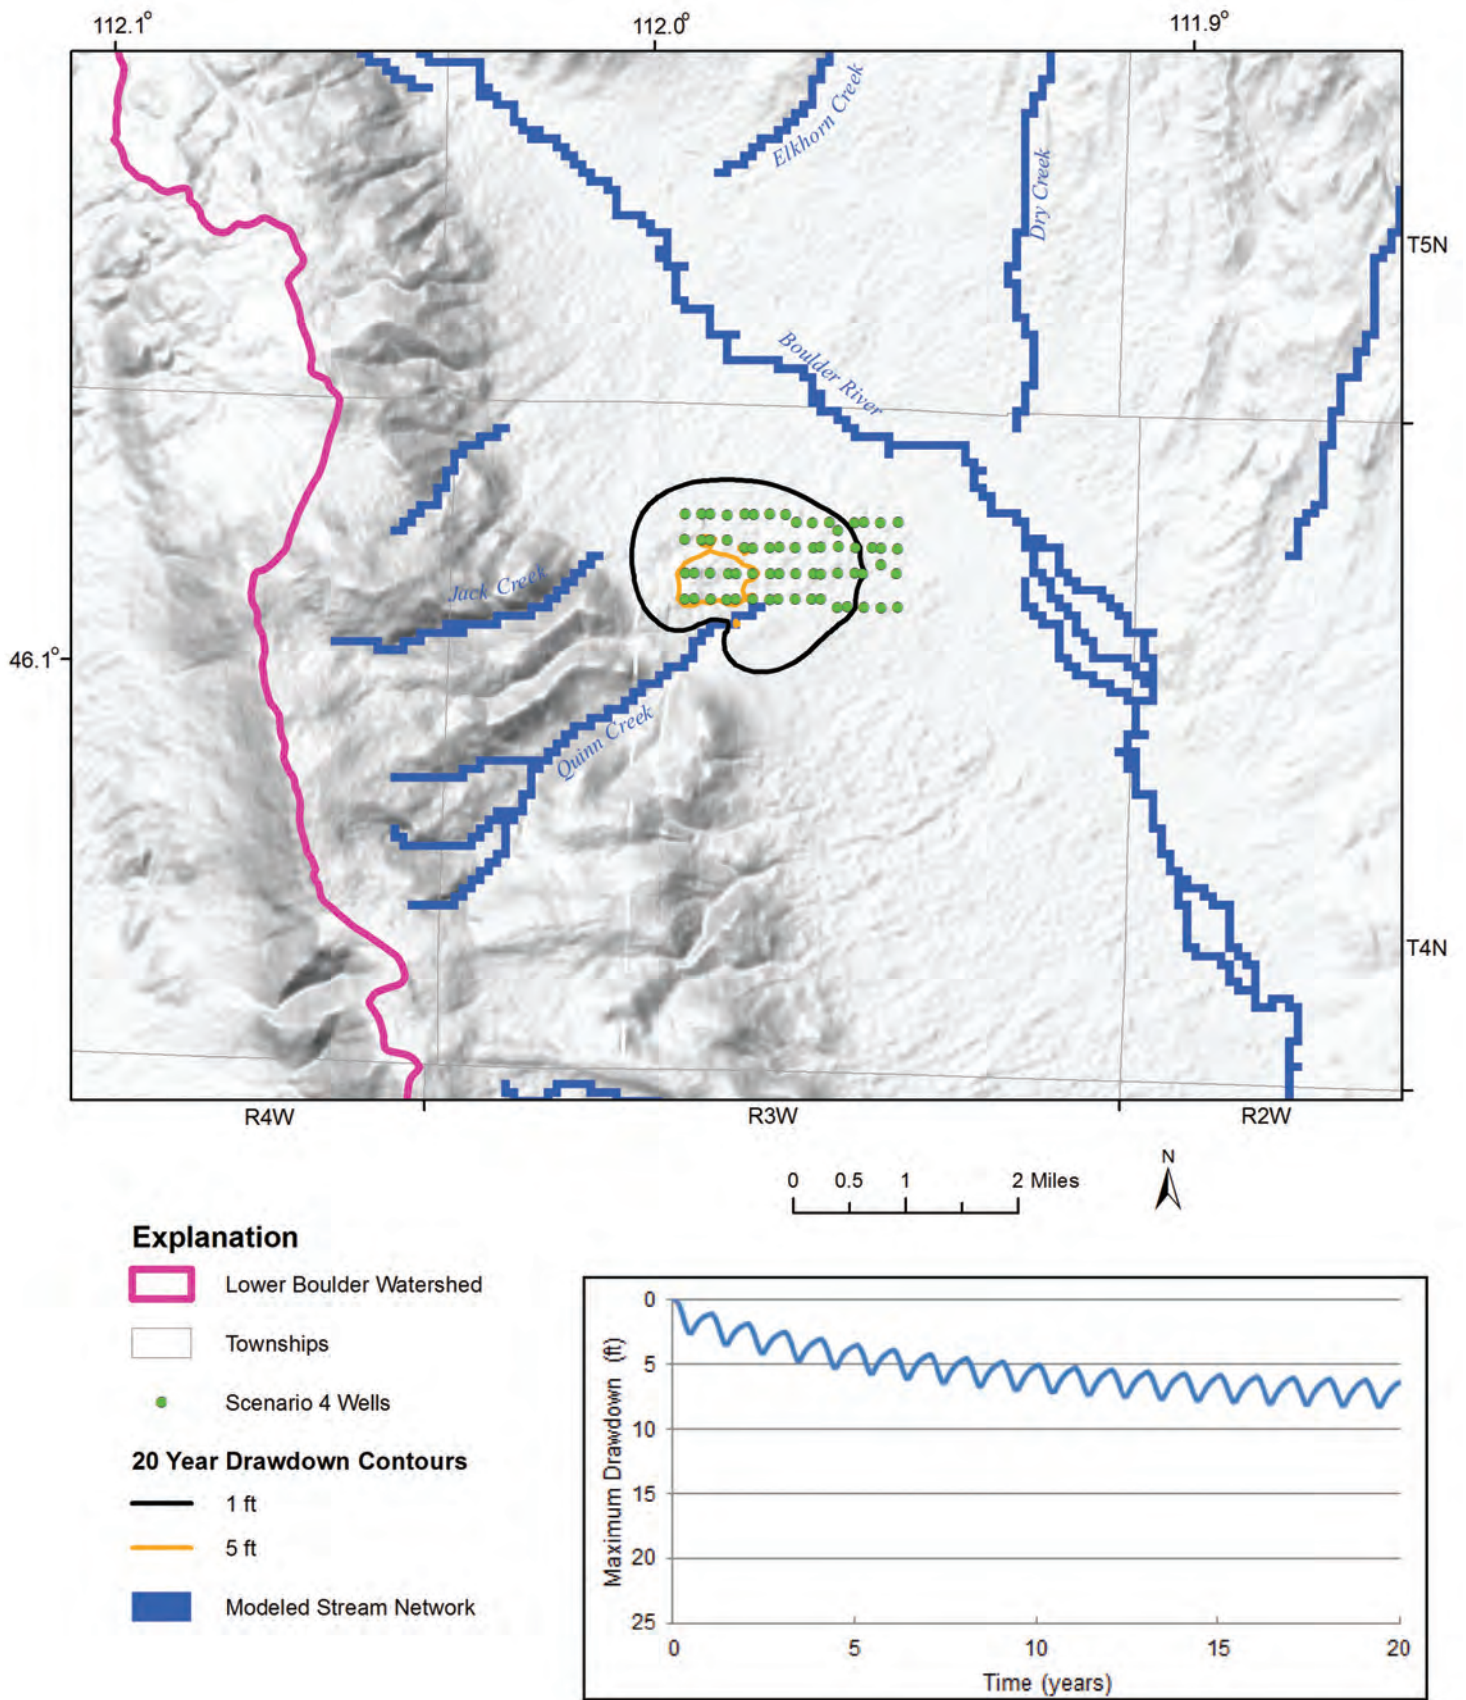 112.1°
112.0°
111.9°
Elkhorn Creek
Dry Creek
T5N
Boulder River
Jack Creek
46.1°
Quinn Creek
T4N
R4W
R3W
R2W
N
0 0.5 1 2 Miles
Explanation
Lower Boulder Watershed
Townships
Scenario 4 Wells
20 Year Drawdown Contours
1 ft
5 ft
Modeled Stream Network
Maximum Drawdown (ft)
0
5
10
15
20
25
0 5 10 15 20
Time (years)